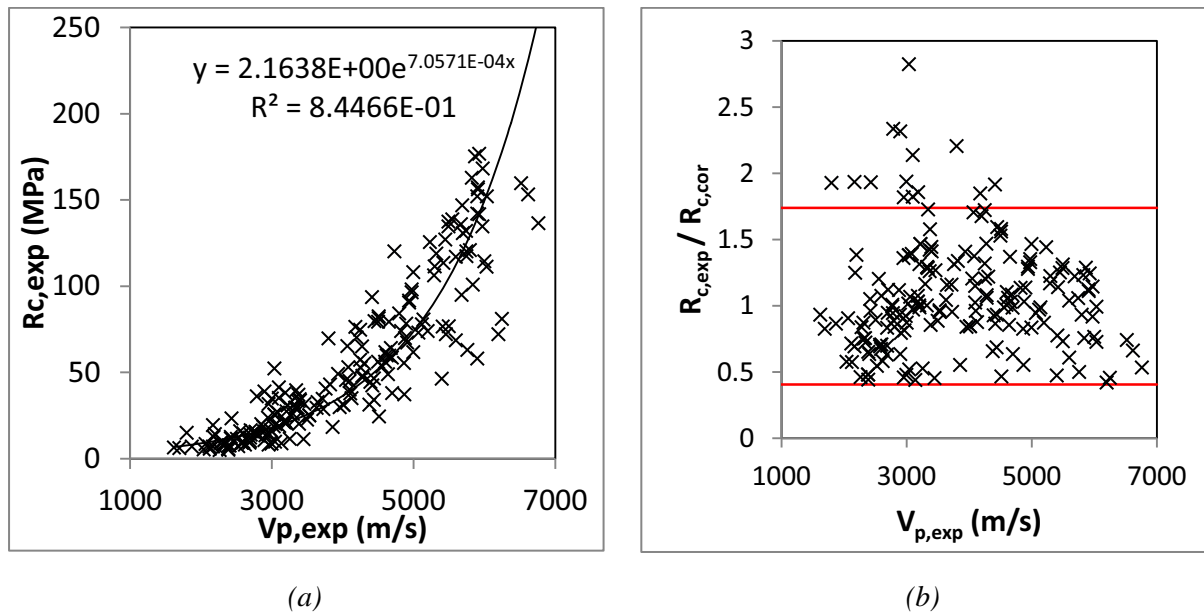 250
200
150
100
50
0
Rc,exp (MPa)
y = 2.1638E+00e^7.0571E-04x
R² = 8.4466E-01
1000 3000 5000 7000
Vp,exp (m/s)
(a)
3
2.5
2
1.5
1
0.5
0
Rc,exp / Rc,cor
1000 3000 5000 7000
Vp,exp (m/s)
(b)